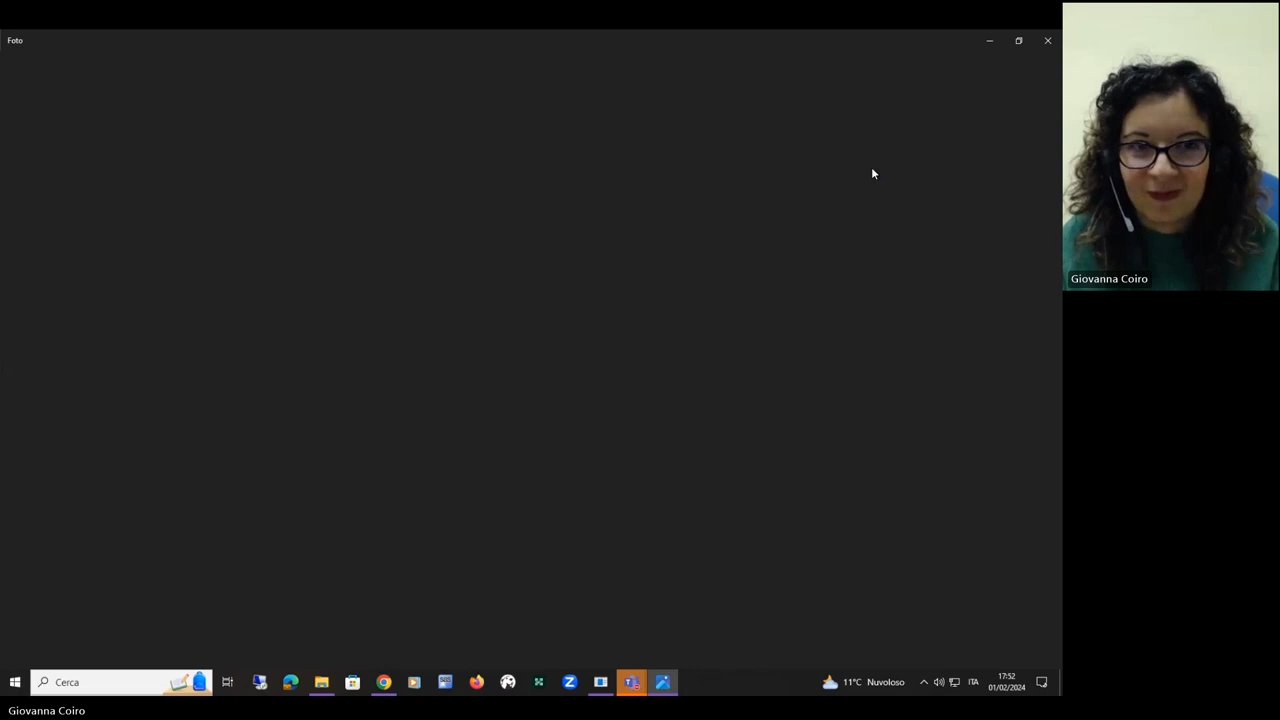 Foto
Giovanna Coiro
Cerca
11°C Nuvoloso
ITA
17:52
01/02/2024
Giovanna Coiro